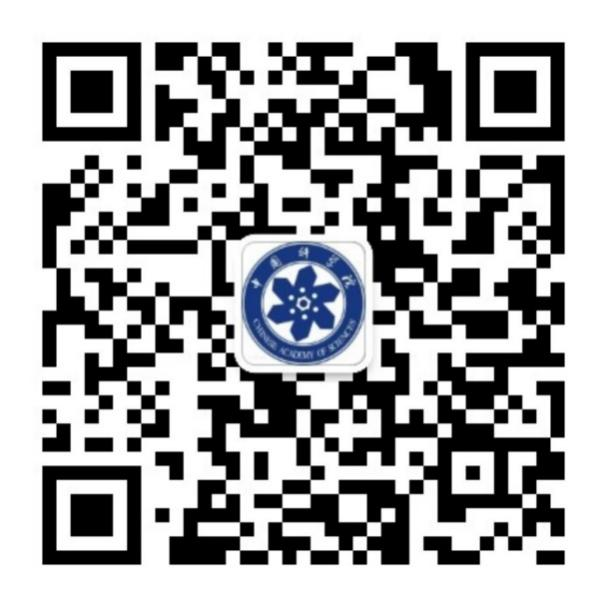 中国科学院
CHINESE ACADEMY OF SCIENCES